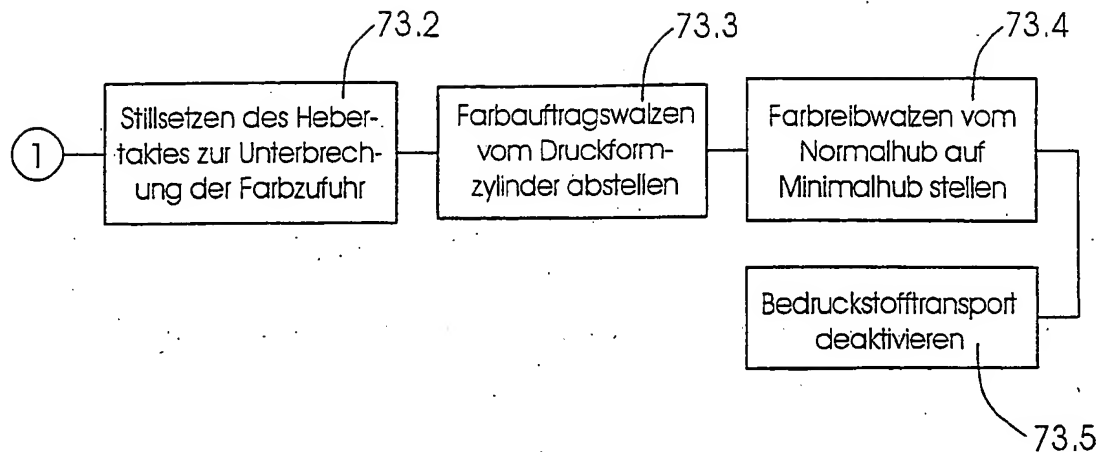 73.2
73.3
73.4
1
Stillsetzen des Heber-
taktes zur Unterbrech-
ung der Farbzufuhr
Farbauftragswalzen
vom Druckform-
zylinder abstellen
Farbreibwalzen vom
Normalhub auf
Minimalhub stellen
Bedruckstofftransport
deaktivieren
73.5